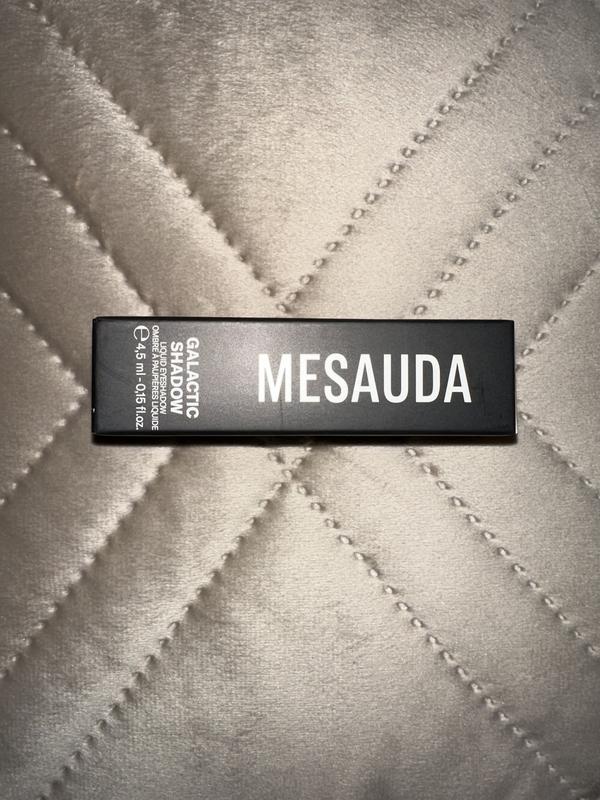 MESAUDA
GALACTIC
SHADOW
LIQUID EYESHADOW
OMBRE À PAUPIÈRES LIQUIDE
℮ 4,5 ml - 0,15 fl.oz.